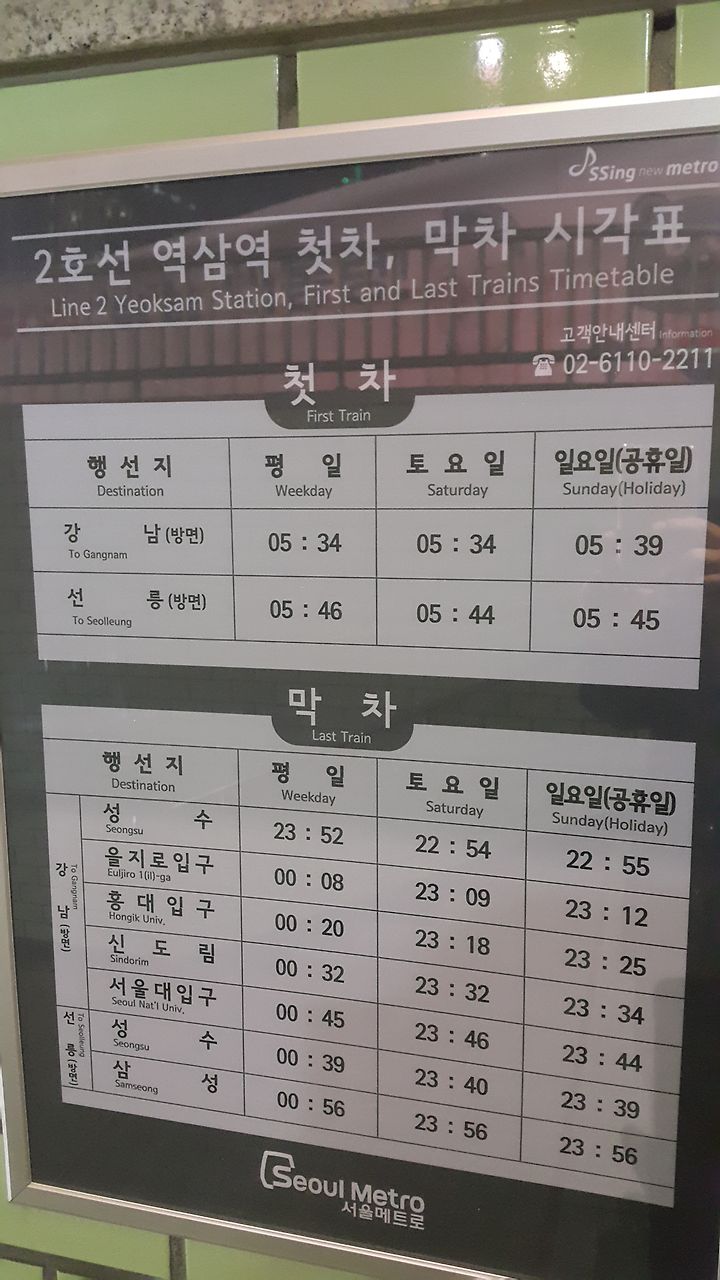 SSing new metro
2호선 역삼역 첫차, 막차 시각표
Line 2 Yeoksam Station, First and Last Trains Timetable
고객안내센터 Information
☎ 02-6110-2211
첫 차
First Train
행 선 지 평 일 토 요 일 일요일(공휴일)
Destination Weekday Saturday Sunday(Holiday)
강 남(방면) 05 : 34 05 : 34 05 : 39
To Gangnam
선 릉(방면) 05 : 46 05 : 44 05 : 45
To Seolleung
막 차
Last Train
행 선 지 평 일 토 요 일 일요일(공휴일)
Destination Weekday Saturday Sunday(Holiday)
강 남(방면)
To Gangnam
성 수 23 : 52 22 : 54 22 : 55
Seongsu
을지로입구 00 : 08 23 : 09 23 : 12
Euljiro 1(il)-ga
홍대입구 00 : 20 23 : 18 23 : 25
Hongik Univ.
신 도 림 00 : 32 23 : 32 23 : 34
Sindorim
서울대입구 00 : 45 23 : 46 23 : 44
Seoul Nat'l Univ.
선 릉(방면)
To Seolleung
성 수 00 : 39 23 : 40 23 : 39
Seongsu
삼 성 00 : 56 23 : 56 23 : 56
Samseong
Seoul Metro
서울메트로